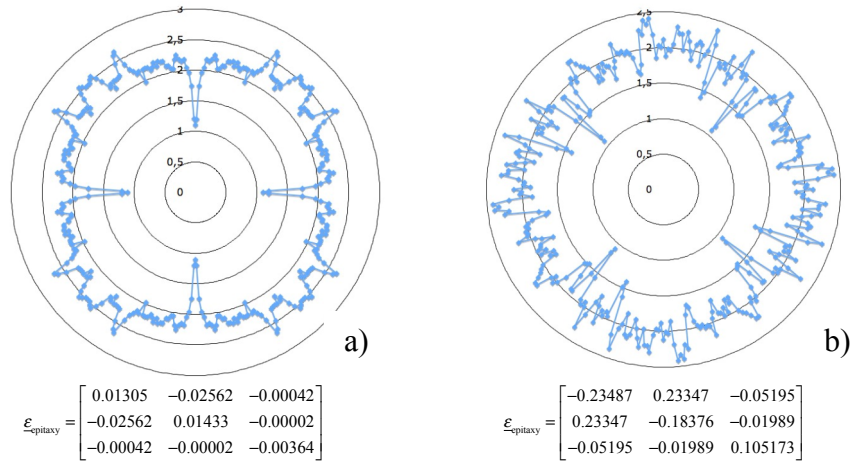 3
2,5
2
1,5
1
0,5
0
a)
2,5
2
1,5
1
0,5
0
b)
ε_epitaxy = [ 0.01305 −0.02562 −0.00042
−0.02562 0.01433 −0.00002
−0.00042 −0.00002 −0.00364 ]
ε_epitaxy = [ −0.23487 0.23347 −0.05195
0.23347 −0.18376 −0.01989
−0.05195 −0.01989 0.105173 ]